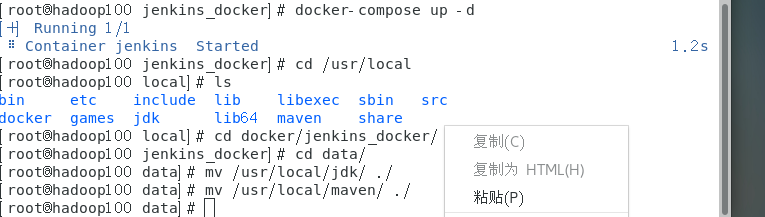 [root@hadoop100 jenkins_docker]# docker-compose up -d
[+] Running 1/1
⠿ Container jenkins Started 1.2s
[root@hadoop100 jenkins_docker]# cd /usr/local
[root@hadoop100 local]# ls
bin etc include lib libexec sbin src
docker games jdk lib64 maven share
[root@hadoop100 local]# cd docker/jenkins_docker/
[root@hadoop100 jenkins_docker]# cd data/
[root@hadoop100 data]# mv /usr/local/jdk/ ./
[root@hadoop100 data]# mv /usr/local/maven/ ./
[root@hadoop100 data]#
复制(C)
复制为 HTML(H)
粘贴(P)